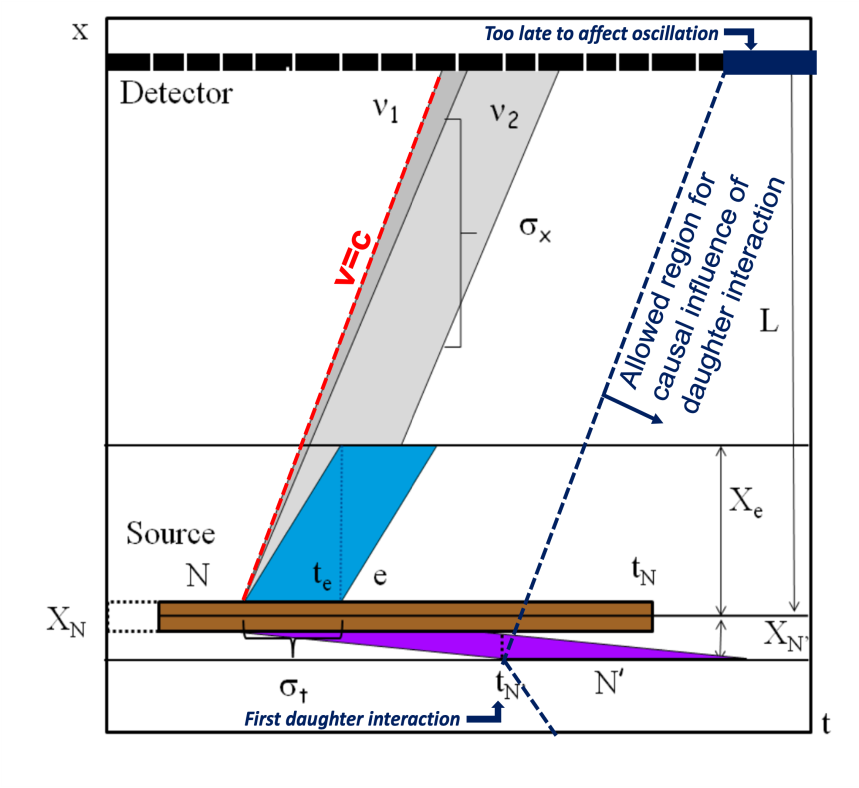 x
Too late to affect oscillation
Detector
ν1
ν2
σx
v=c
Allowed region for
causal influence of
daughter interaction
L
Xe
Source
N
te
e
tN
XN
XN'
σt
tN'
N'
First daughter interaction
t